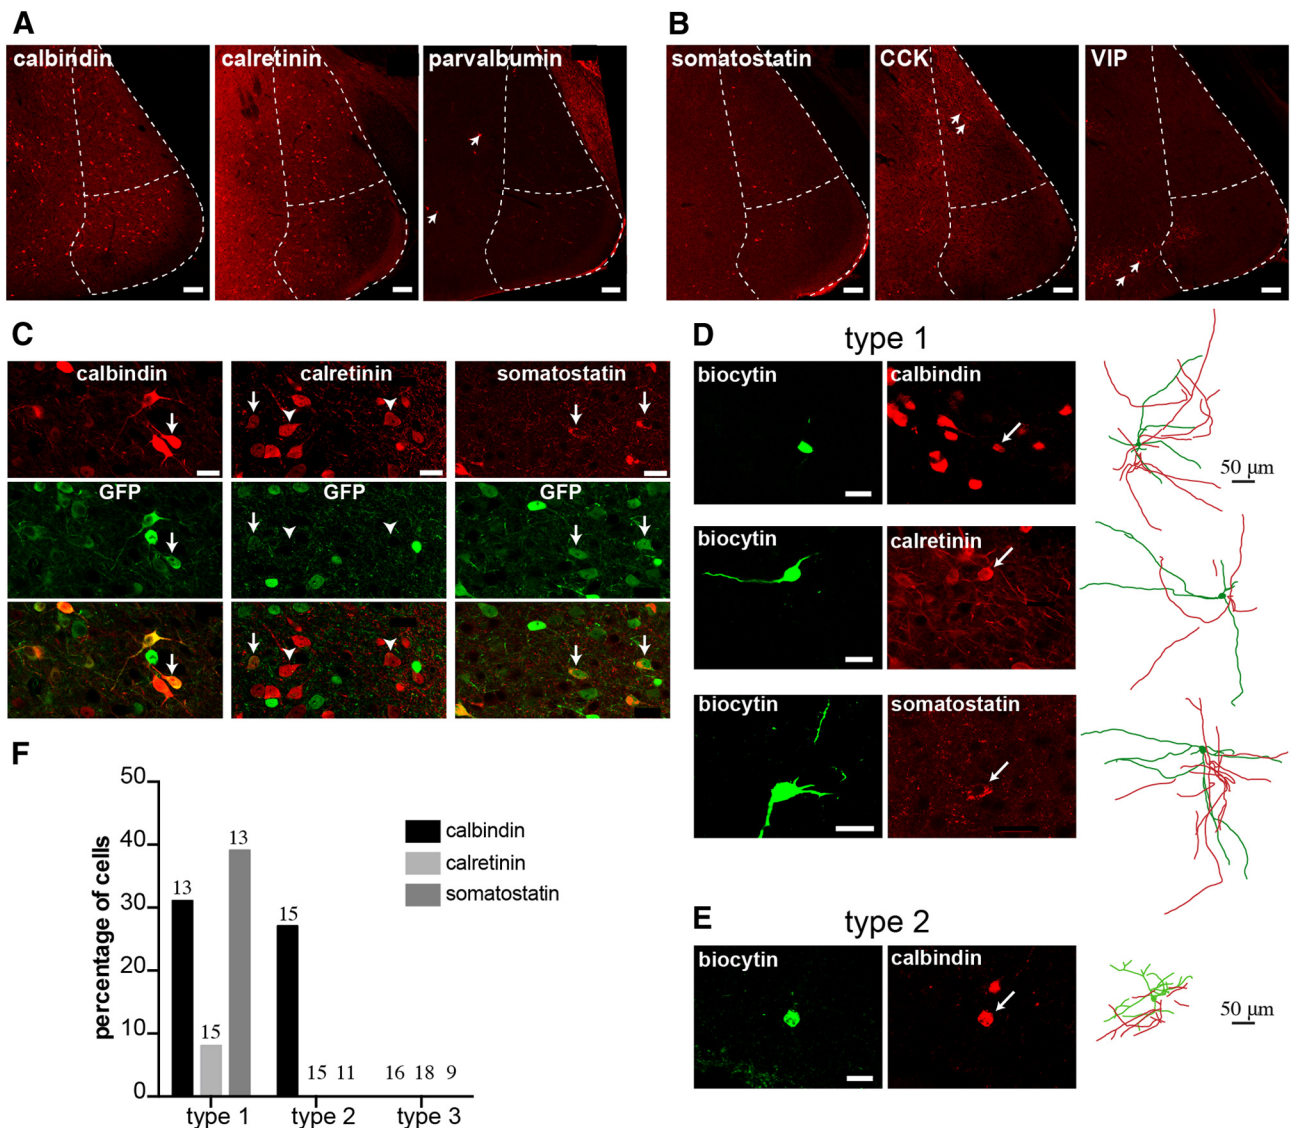 A
calbindin
calretinin
parvalbumin
B
somatostatin
CCK
VIP
C
calbindin
calretinin
somatostatin
GFP
GFP
GFP
D
type 1
biocytin
calbindin
50 µm
biocytin
calretinin
biocytin
somatostatin
E
type 2
biocytin
calbindin
50 µm
F
percentage of cells
50
40
30
20
10
0
13
15
13
15
15
11
16
18
9
type 1
type 2
type 3
calbindin
calretinin
somatostatin